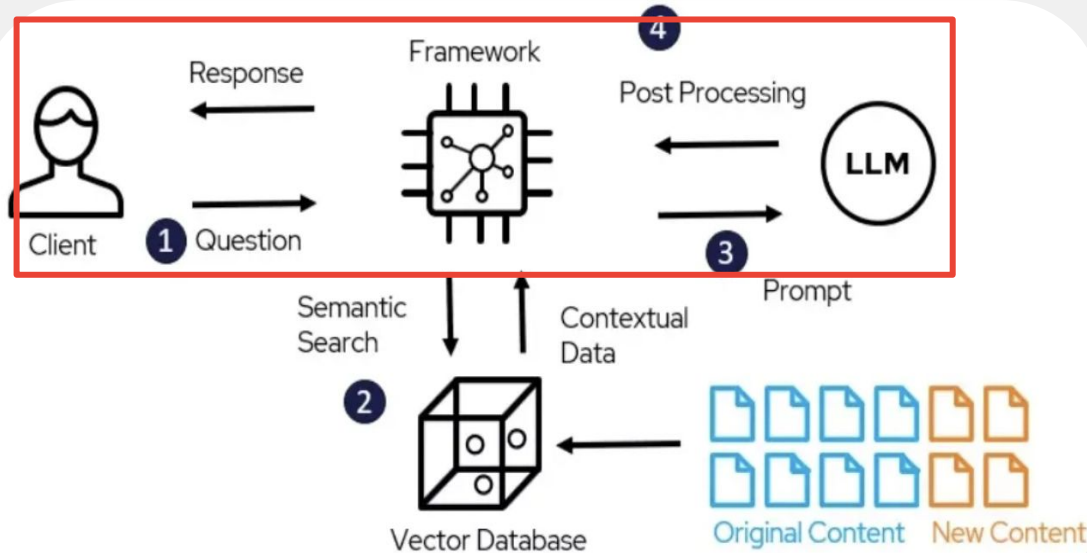 4
Framework
Response
Post Processing
LLM
Client
1 Question
3
Prompt
Semantic
Search
Contextual
Data
2
Vector Database
Original Content
New Content